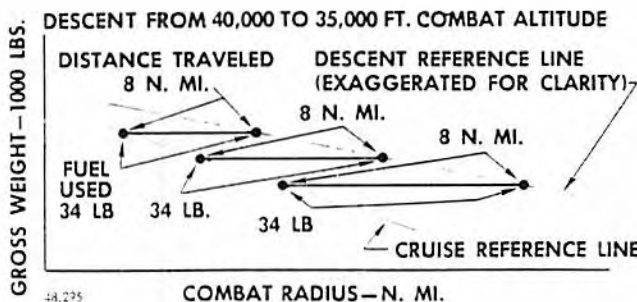 DESCENT FROM 40,000 TO 35,000 FT. COMBAT ALTITUDE
GROSS WEIGHT—1000 LBS.
DISTANCE TRAVELED
8 N. MI.
DESCENT REFERENCE LINE
(EXAGGERATED FOR CLARITY)
8 N. MI.
8 N. MI.
FUEL
USED
34 LB
34 LB.
34 LB
CRUISE REFERENCE LINE
48.295
COMBAT RADIUS—N. MI.